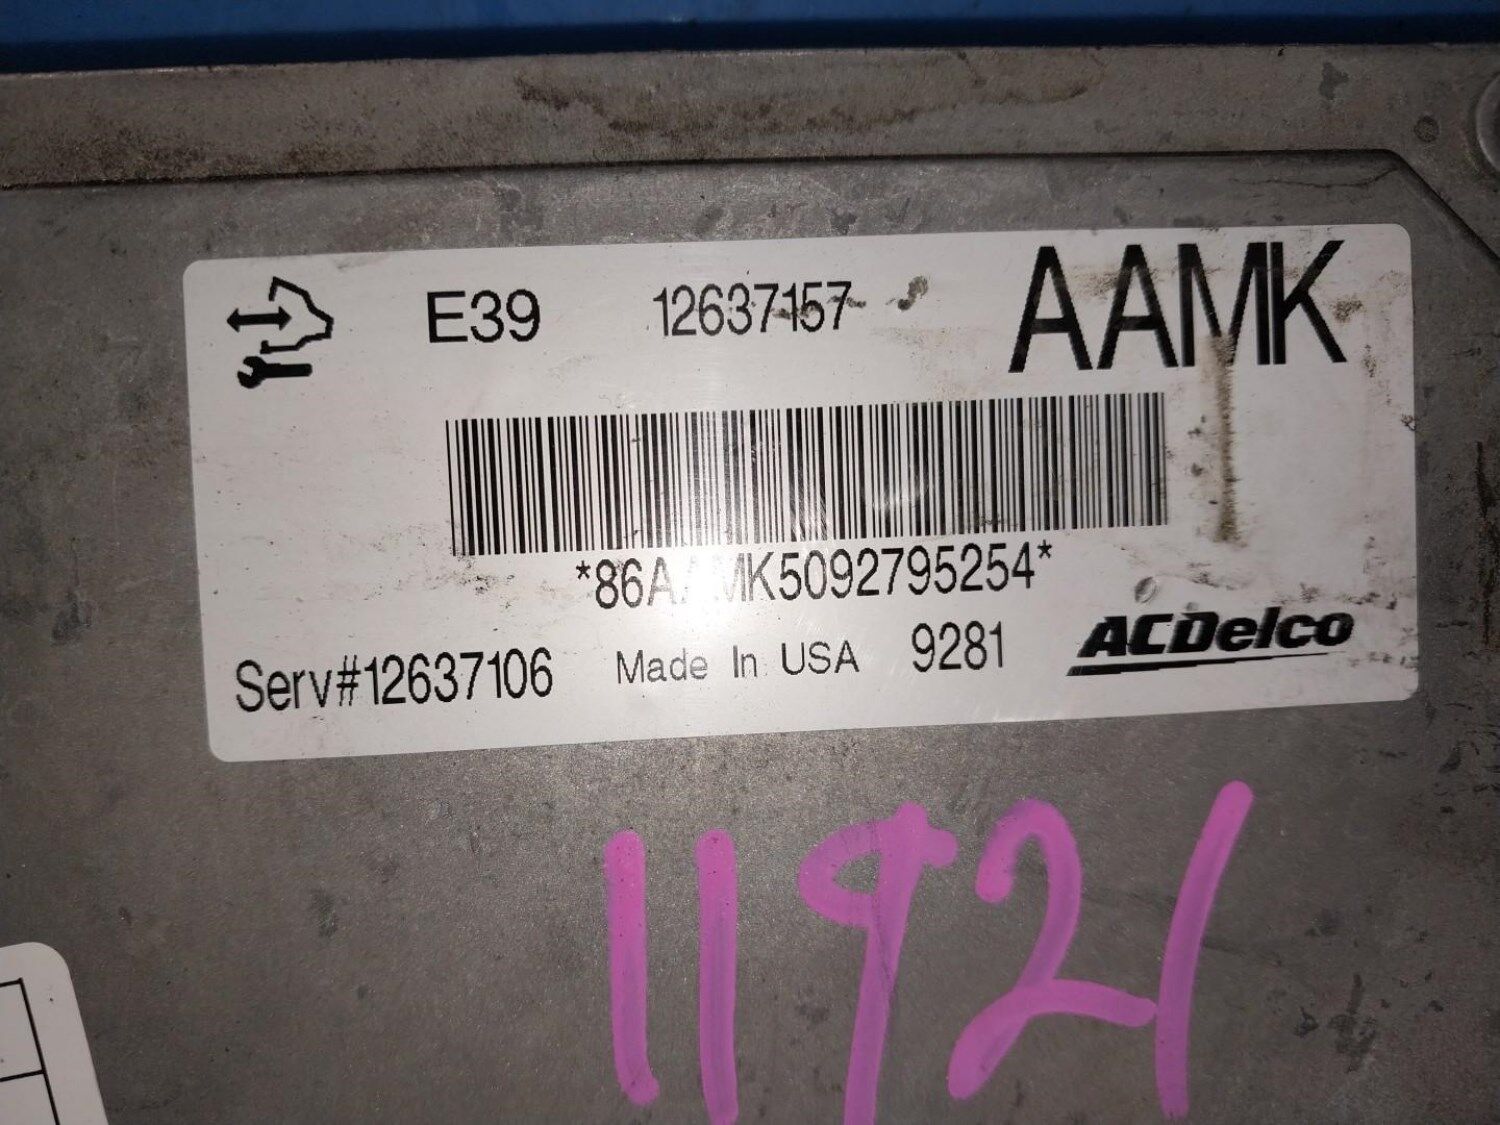 E39 12637157 AAMK
*86AAMK5092795254*
Serv#12637106 Made In USA 9281 ACDelco
11921